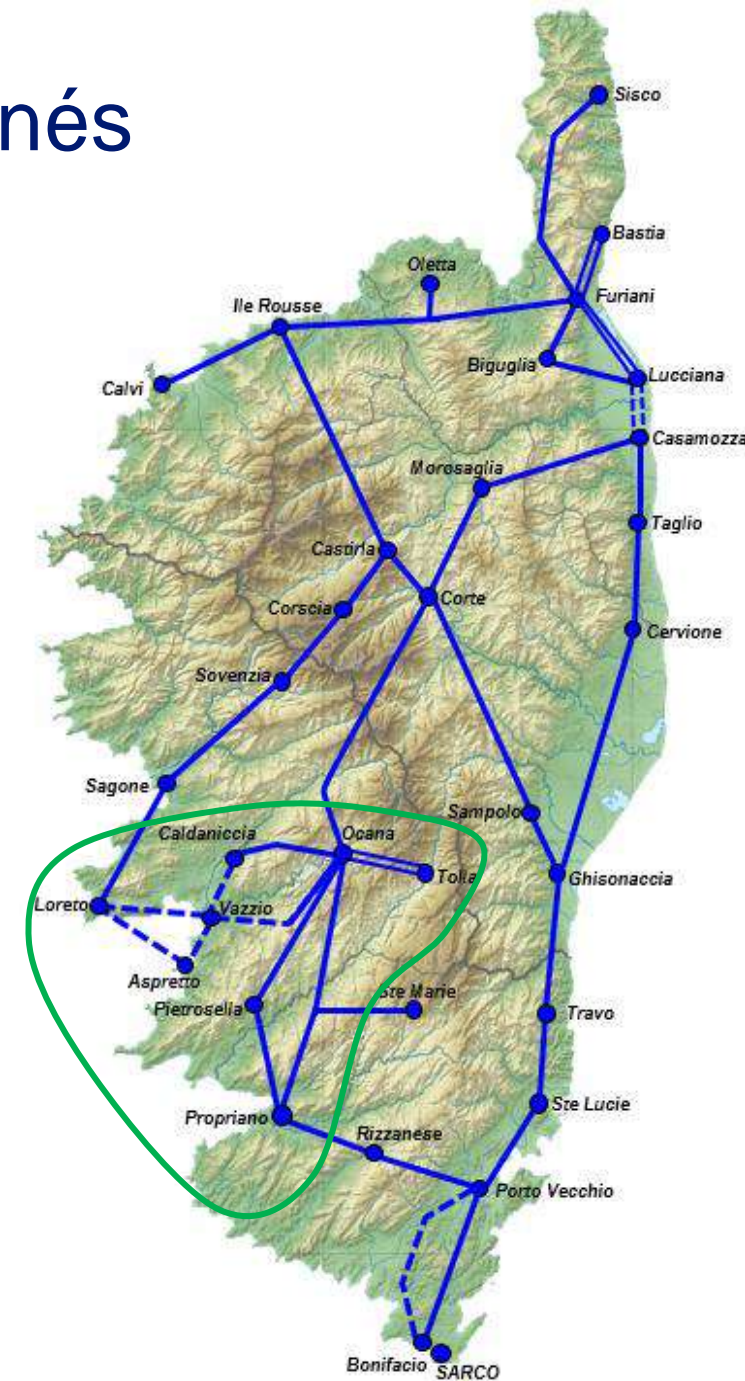 nés
Sisco
Bastia
Oletta
Furiani
Ile Rousse
Biguglia
Lucciana
Calvi
Casamozza
Morosaglia
Taglio
Castirla
Corscia
Corte
Cervione
Sovenzia
Sagone
Sampolo
Caldaniccia
Ocana
Tolla
Ghisonaccia
Loreto
Vazzio
Aspretto
Ste Marie
Pietrosella
Travo
Ste Lucie
Propriano
Rizzanese
Porto Vecchio
Bonifacio
SARCO